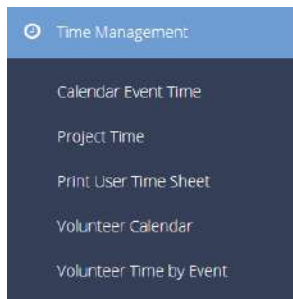 Time Management
Calendar Event Time
Project Time
Print User Time Sheet
Volunteer Calendar
Volunteer Time by Event